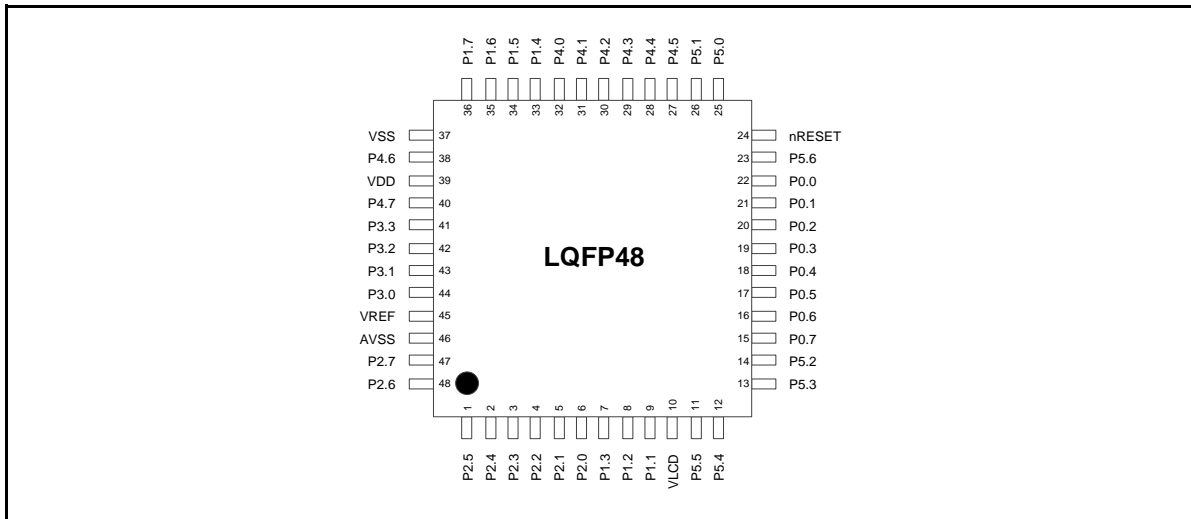 P1.7 P1.6 P1.5 P1.4 P4.0 P4.1 P4.2 P4.3 P4.4 P4.5 P5.1 P5.0
36 35 34 33 32 31 30 29 28 27 26 25
VSS 37 24 nRESET
P4.6 38 23 P5.6
VDD 39 22 P0.0
P4.7 40 21 P0.1
P3.3 41 20 P0.2
P3.2 42 19 P0.3
LQFP48
P3.1 43 18 P0.4
P3.0 44 17 P0.5
VREF 45 16 P0.6
AVSS 46 15 P0.7
P2.7 47 14 P5.2
P2.6 48 13 P5.3
1 2 3 4 5 6 7 8 9 10 11 12
P2.5 P2.4 P2.3 P2.2 P2.1 P2.0 P1.3 P1.2 P1.1 VLCD P5.5 P5.4